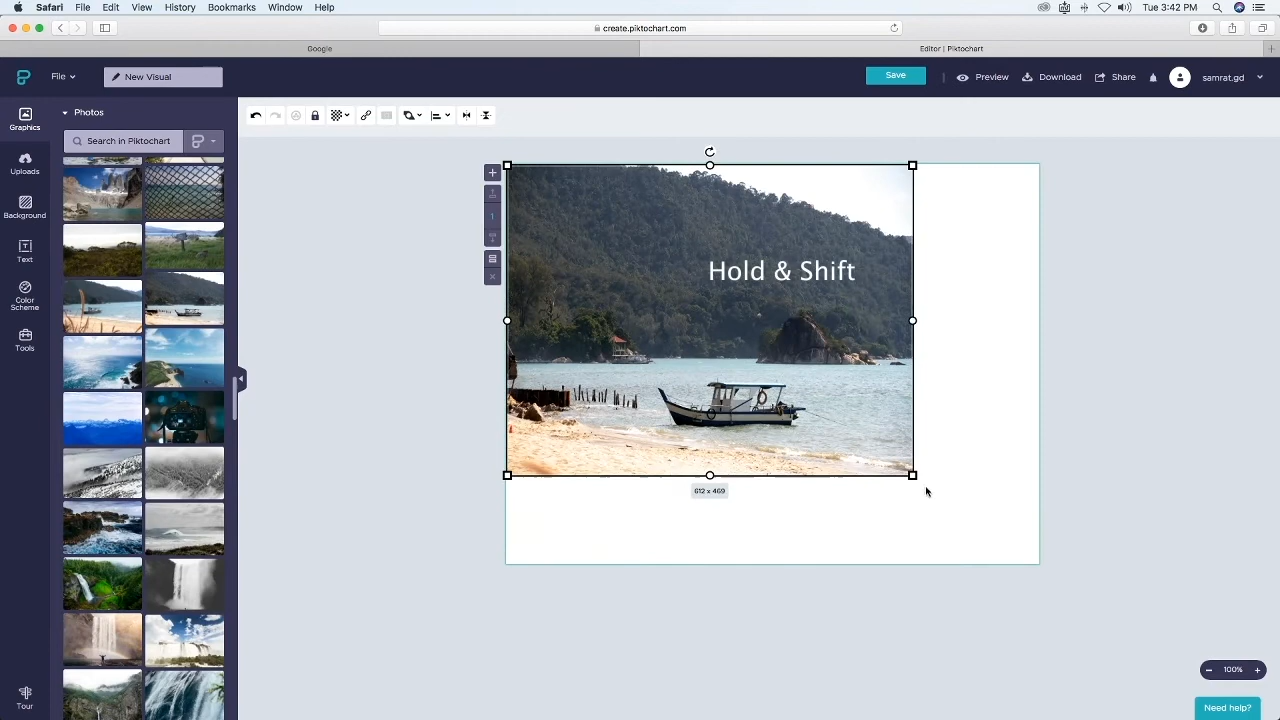 Safari File Edit View History Bookmarks Window Help Tue 3:42 PM
create.piktochart.com
Google Editor | Piktochart
File New Visual Save Preview Download Share samrat.gd
Graphics
Photos
Search in Piktochart
Uploads
Background
Text
Color
Scheme
Tools
1
Hold & Shift
612 x 469
100%
Tour
Need help?